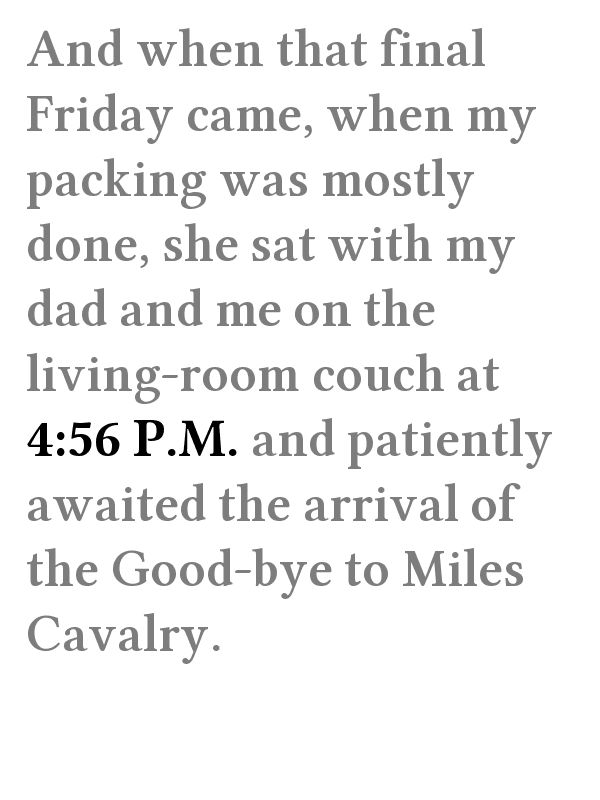 And when that final
Friday came, when my
packing was mostly
done, she sat with my
dad and me on the
living-room couch at
4:56 P.M. and patiently
awaited the arrival of
the Good-bye to Miles
Cavalry.